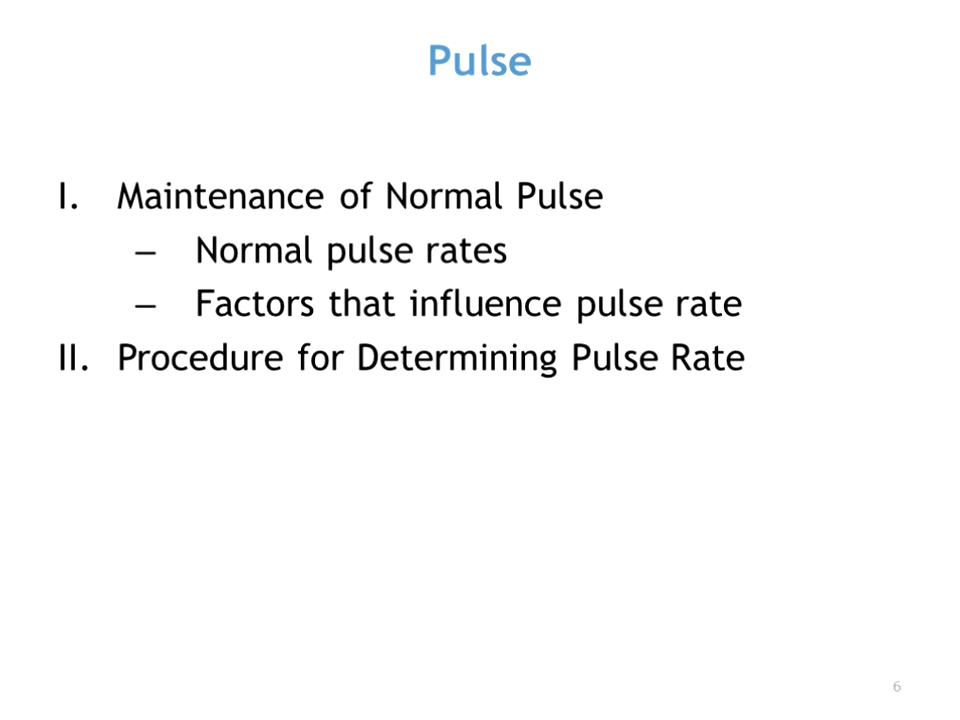 Pulse
I. Maintenance of Normal Pulse
– Normal pulse rates
– Factors that influence pulse rate
II. Procedure for Determining Pulse Rate
6